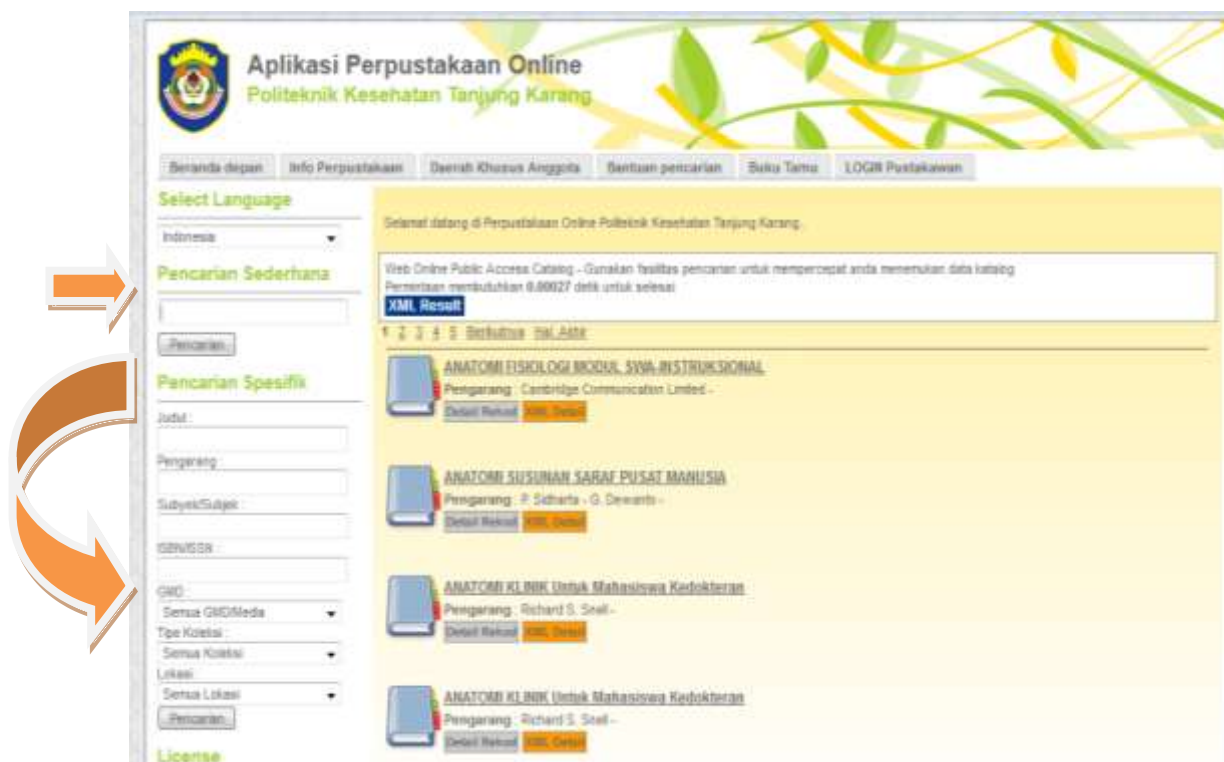 Aplikasi Perpustakaan Online
Politeknik Kesehatan Tanjung Karang
Beranda depan Info Perpustakaan Daerah Khusus Anggota Bantuan pencarian Buku Tamu LOGIN Pustakawan
Select Language
Indonesia
Pencarian Sederhana
Pencarian
Pencarian Spesifik
Judul :
Pengarang :
Subyek/Subjek :
ISBN/ISSN :
GMD :
Semua GMD/Media
Tipe Koleksi :
Semua Koleksi
Lokasi :
Semua Lokasi
Pencarian
License
Selamat datang di Perpustakaan Online Politeknik Kesehatan Tanjung Karang.
Web Online Public Access Catalog - Gunakan fasilitas pencarian untuk mempercepat anda menemukan data katalog
Permintaan membutuhkan 0.00027 detik untuk selesai
XML Result
1 2 3 4 5 Berikutnya Hal. Akhir
ANATOMI FISIOLOGI MODUL SWA-INSTRUKSIONAL
Pengarang : Cambridge Communication Limited -
Detail Rekod XML Detail
ANATOMI SUSUNAN SARAF PUSAT MANUSIA
Pengarang : P. Sidharta - G. Dewanto -
Detail Rekod XML Detail
ANATOMI KLINIK Untuk Mahasiswa Kedokteran
Pengarang : Richard S. Snell -
Detail Rekod XML Detail
ANATOMI KLINIK Untuk Mahasiswa Kedokteran
Pengarang : Richard S. Snell -
Detail Rekod XML Detail